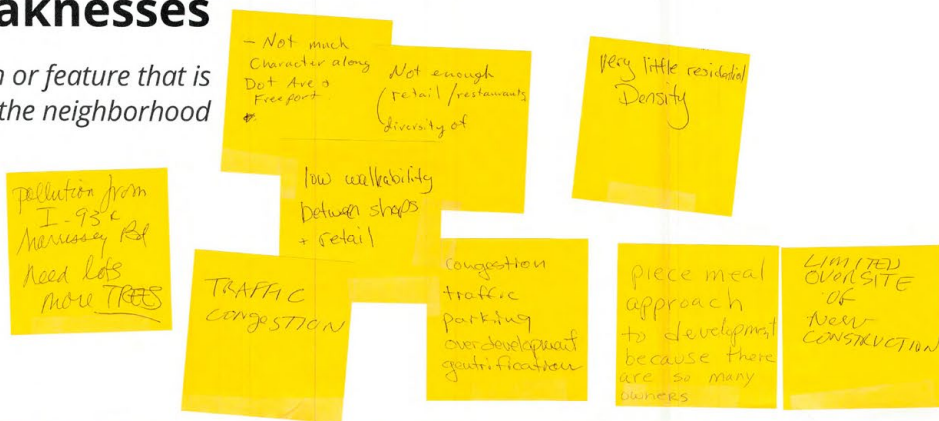 aknesses
n or feature that is
the neighborhood
- Not much
Character along
Dot Ave &
Freeport
Not enough
(retail/restaurants
diversity of
Very little residential
Density
low walkability
between shops
+ retail
pollution from
I-93 &
Morrissey Bld
Need lots
more TREES
TRAFFIC
CONGESTION
congestion
traffic
parking
overdevelopment
gentrification
piece meal
approach
to development
because there
are so many
owners
LIMITED
OVERSITE
OF
NEW
CONSTRUCTION